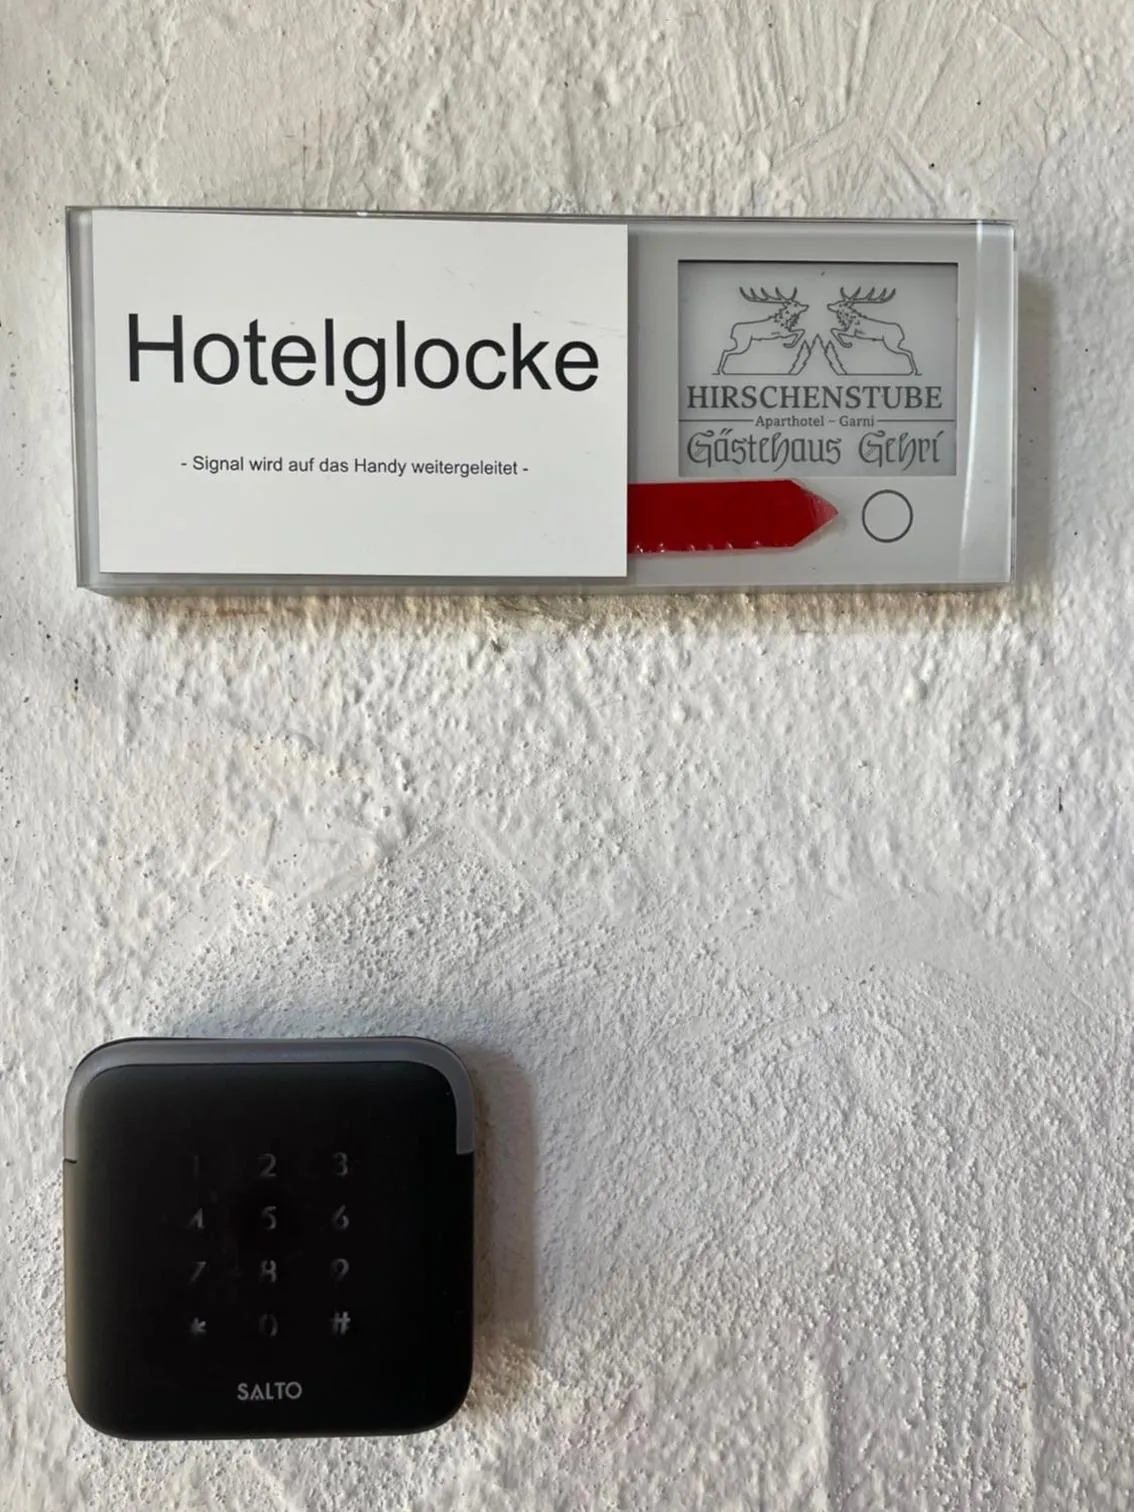 Hotelglocke
- Signal wird auf das Handy weitergeleitet -
HIRSCHENSTUBE
Aparthotel – Garni
Gästehaus Gehri
1 2 3
4 5 6
7 8 9
* 0 #
SALTO